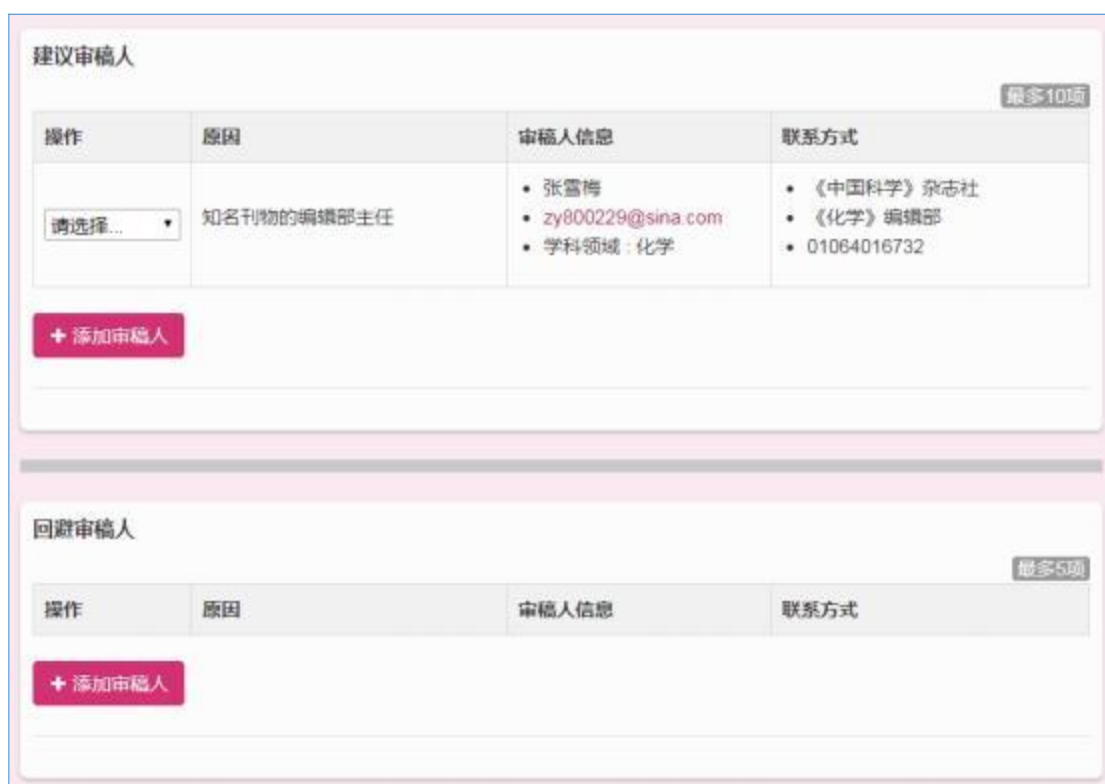 建议审稿人
最多10项
操作 原因 审稿人信息 联系方式
请选择... 知名刊物的编辑部主任
• 张雪梅
• zy800229@sina.com
• 学科领域 : 化学
• 《中国科学》杂志社
• 《化学》编辑部
• 01064016732
+ 添加审稿人
回避审稿人
最多5项
操作 原因 审稿人信息 联系方式
+ 添加审稿人